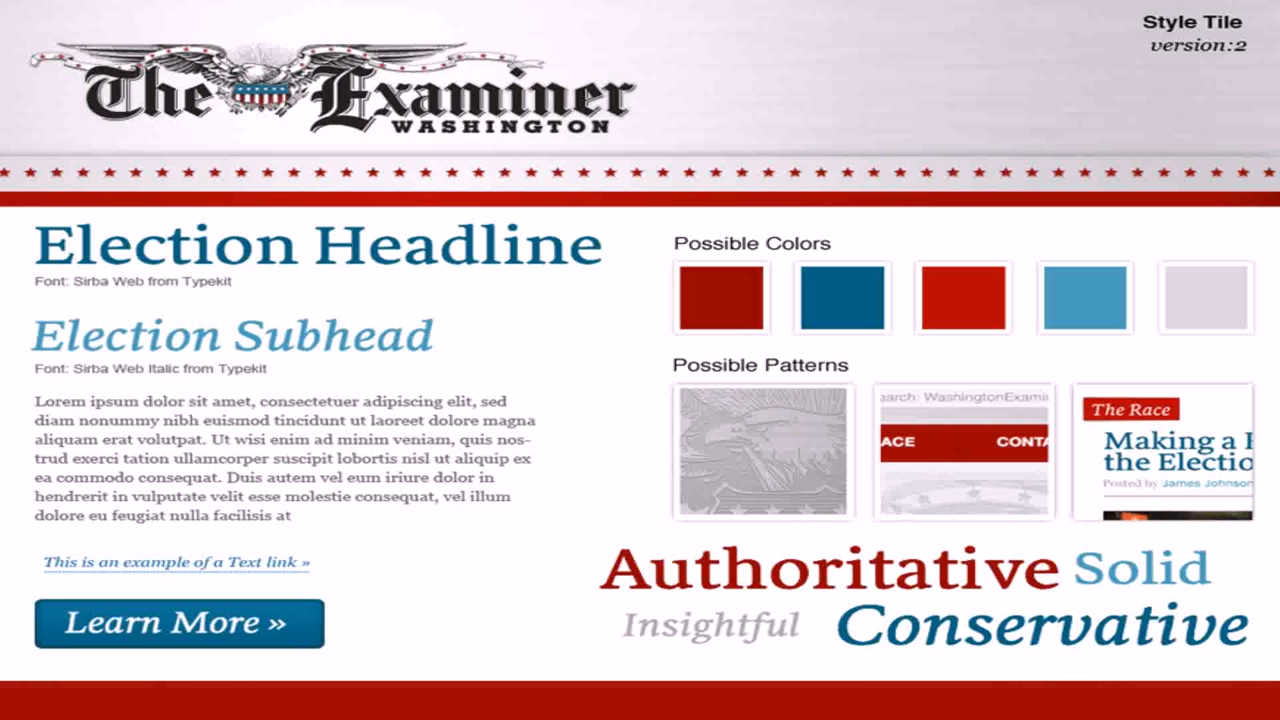 Style Tile
version:2
The Examiner
WASHINGTON
Election Headline
Font: Sirba Web from Typekit
Election Subhead
Font: Sirba Web Italic from Typekit
Lorem ipsum dolor sit amet, consectetuer adipiscing elit, sed
diam nonummy nibh euismod tincidunt ut laoreet dolore magna
aliquam erat volutpat. Ut wisi enim ad minim veniam, quis nos-
trud exerci tation ullamcorper suscipit lobortis nisl ut aliquip ex
ea commodo consequat. Duis autem vel eum iriure dolor in
hendrerit in vulputate velit esse molestie consequat, vel illum
dolore eu feugiat nulla facilisis at
This is an example of a Text link »
Learn More »
Possible Colors
Possible Patterns
earch: WashingtonExami
ACE CONTA
The Race
Making a
the Electio
Posted by James Johnson
Authoritative Solid
Insightful Conservative